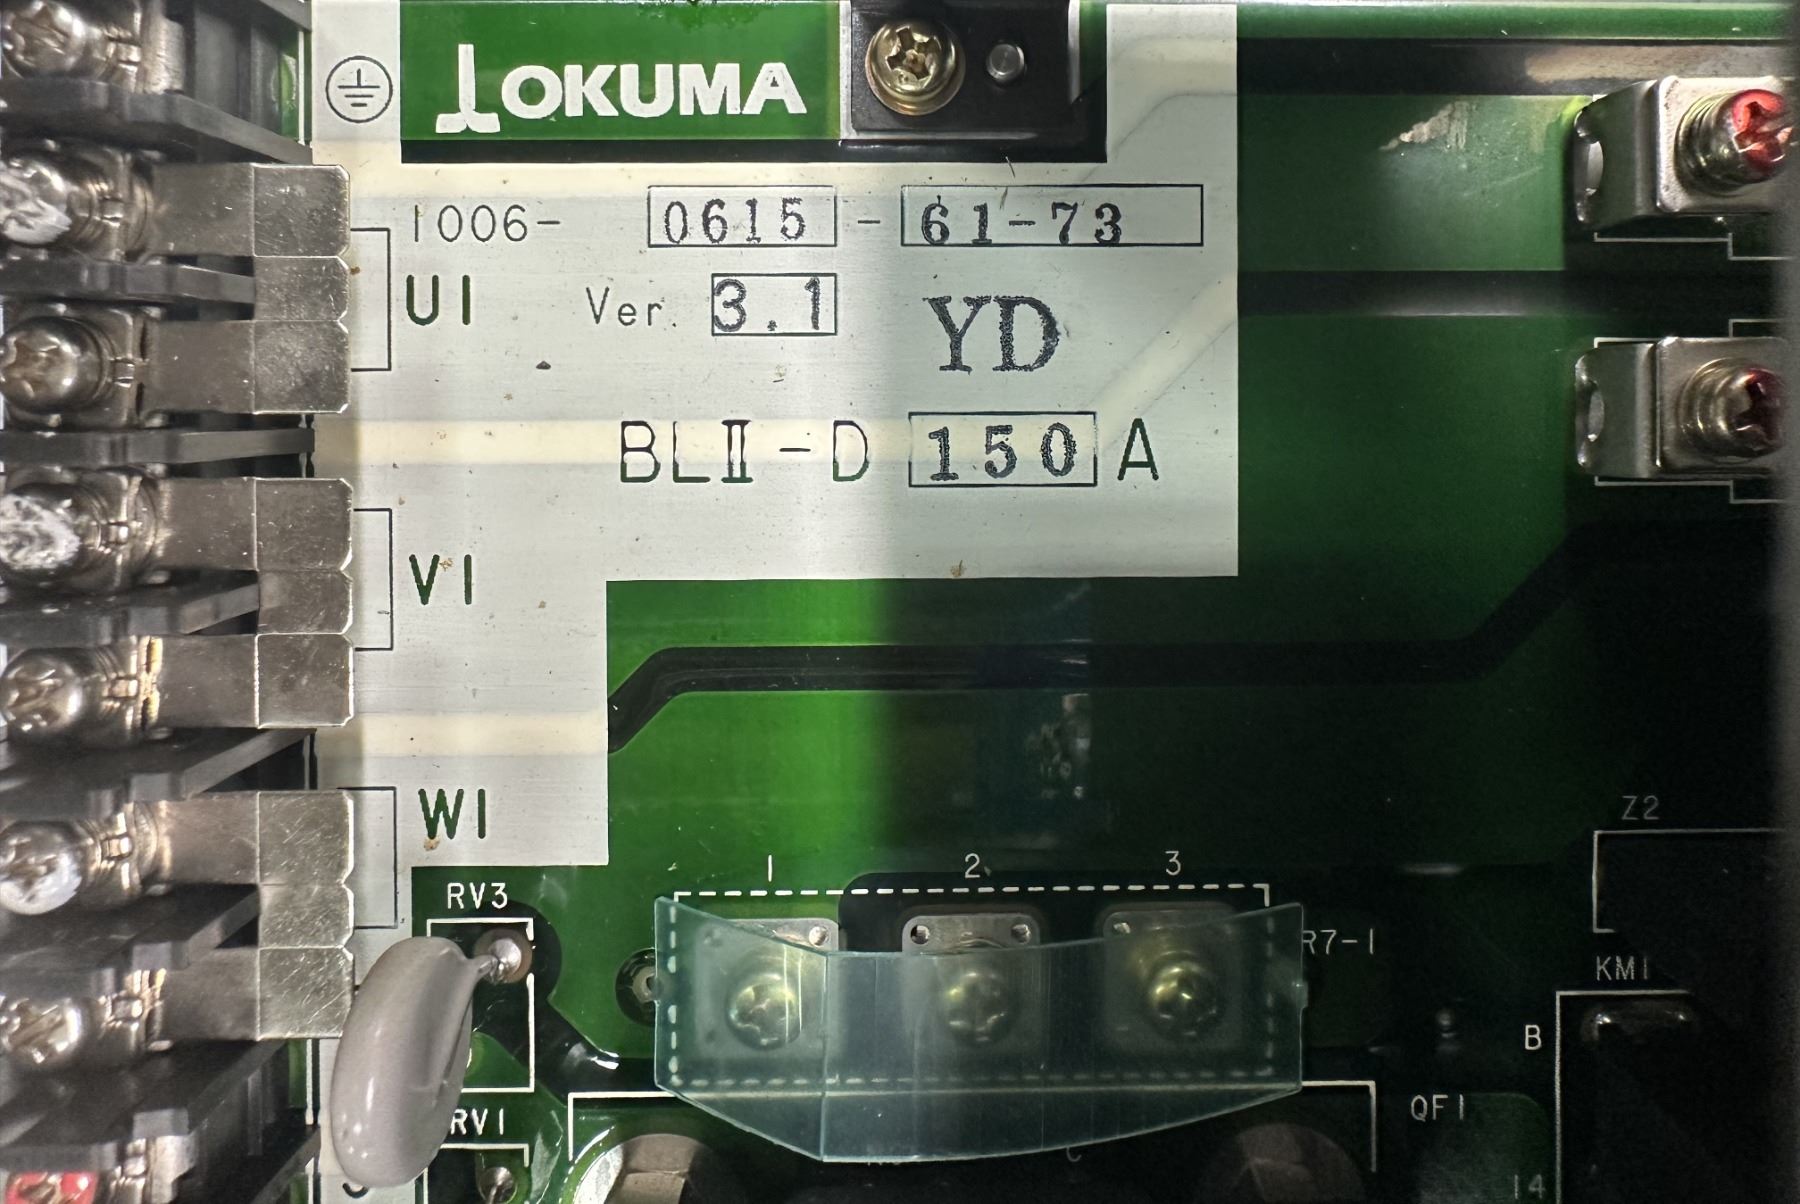 OKUMA
1006- 0615 - 61-73
U1 Ver. 3.1 YD
BLII-D 150 A
V1
W1
Z2
1 2 3
RV3
R7-1
KM1
B
RV1
QF1
14